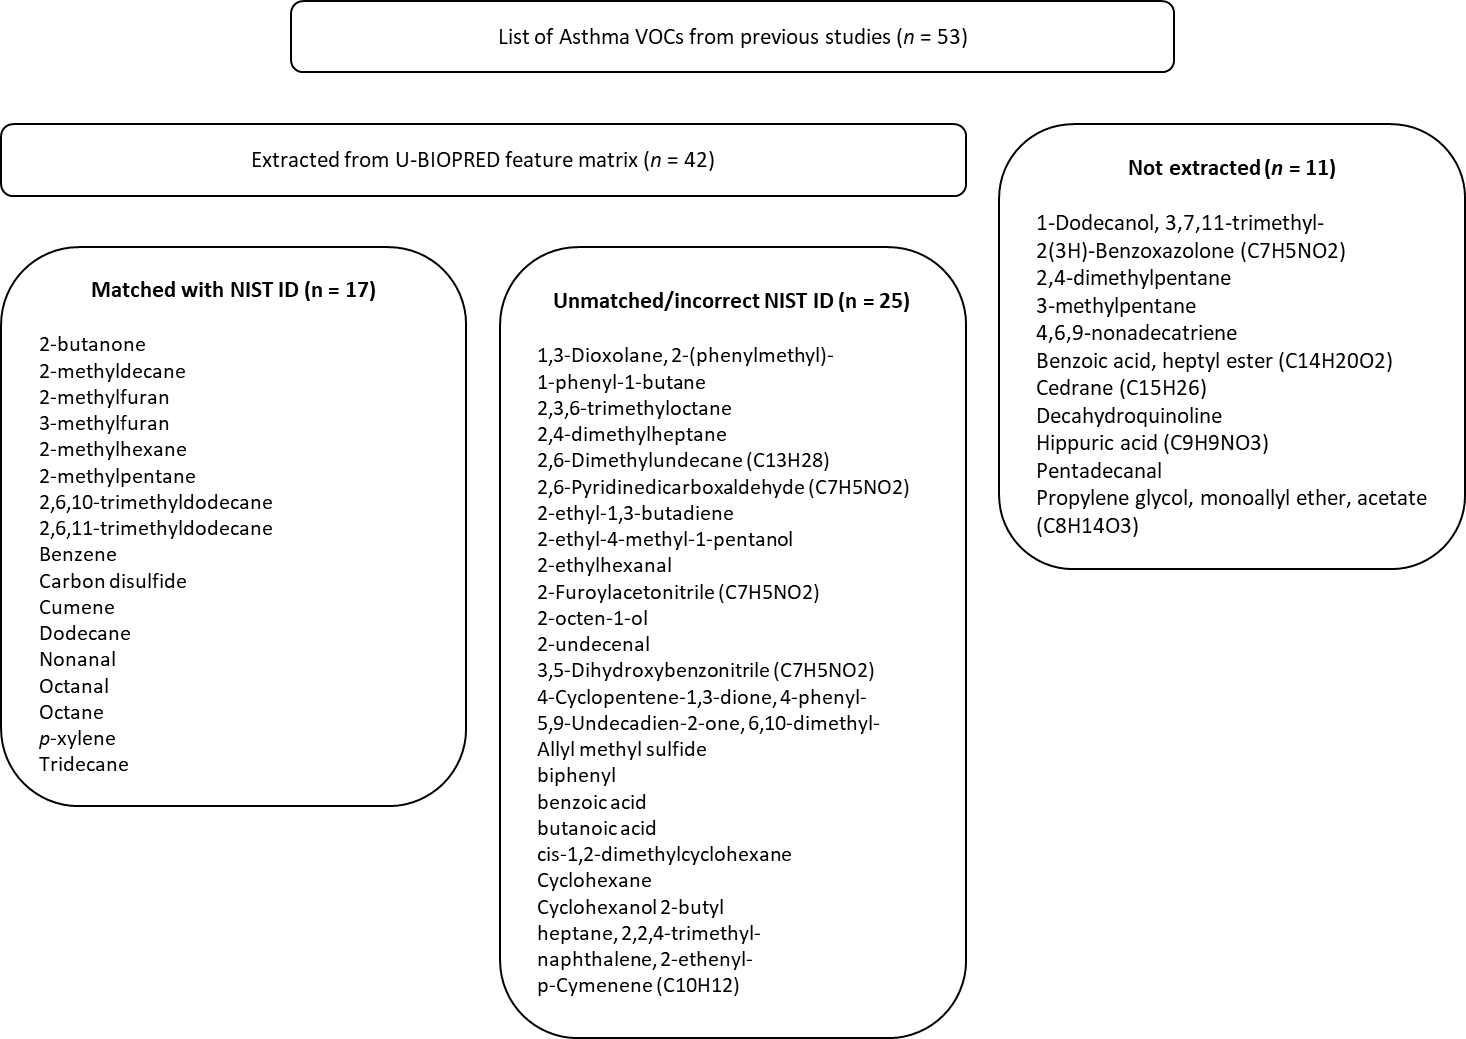 List of Asthma VOCs from previous studies (n = 53)
Extracted from U-BIOPRED feature matrix (n = 42)
Matched with NIST ID (n = 17)
2-butanone
2-methyldecane
2-methylfuran
3-methylfuran
2-methylhexane
2-methylpentane
2,6,10-trimethyldodecane
2,6,11-trimethyldodecane
Benzene
Carbon disulfide
Cumene
Dodecane
Nonanal
Octanal
Octane
p-xylene
Tridecane
Unmatched/incorrect NIST ID (n = 25)
1,3-Dioxolane, 2-(phenylmethyl)-
1-phenyl-1-butane
2,3,6-trimethyloctane
2,4-dimethylheptane
2,6-Dimethylundecane (C13H28)
2,6-Pyridinedicarboxaldehyde (C7H5NO2)
2-ethyl-1,3-butadiene
2-ethyl-4-methyl-1-pentanol
2-ethylhexanal
2-Furoylacetonitrile (C7H5NO2)
2-octen-1-ol
2-undecenal
3,5-Dihydroxybenzonitrile (C7H5NO2)
4-Cyclopentene-1,3-dione, 4-phenyl-
5,9-Undecadien-2-one, 6,10-dimethyl-
Allyl methyl sulfide
biphenyl
benzoic acid
butanoic acid
cis-1,2-dimethylcyclohexane
Cyclohexane
Cyclohexanol 2-butyl
heptane, 2,2,4-trimethyl-
naphthalene, 2-ethenyl-
p-Cymenene (C10H12)
Not extracted (n = 11)
1-Dodecanol, 3,7,11-trimethyl-
2(3H)-Benzoxazolone (C7H5NO2)
2,4-dimethylpentane
3-methylpentane
4,6,9-nonadecatriene
Benzoic acid, heptyl ester (C14H20O2)
Cedrane (C15H26)
Decahydroquinoline
Hippuric acid (C9H9NO3)
Pentadecanal
Propylene glycol, monoallyl ether, acetate
(C8H14O3)